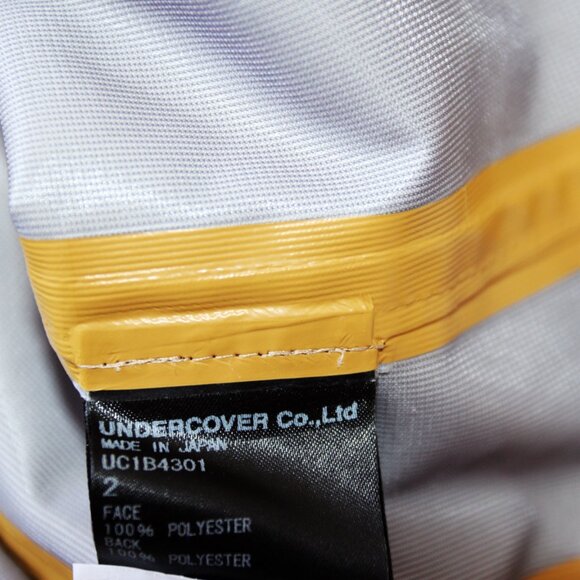 UNDERCOVER Co.,Ltd
MADE IN JAPAN
UC1B4301
2
FACE
100% POLYESTER
BACK
100% POLYESTER